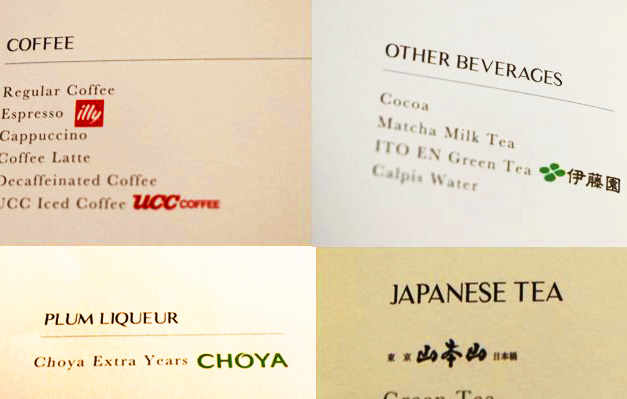 COFFEE
Regular Coffee
Espresso illy
Cappuccino
Coffee Latte
Decaffeinated Coffee
UCC Iced Coffee UCC COFFEE
OTHER BEVERAGES
Cocoa
Matcha Milk Tea
ITO EN Green Tea 伊藤園
Calpis Water
PLUM LIQUEUR
Choya Extra Years CHOYA
JAPANESE TEA
東京 山本山 日本橋
Green Tea